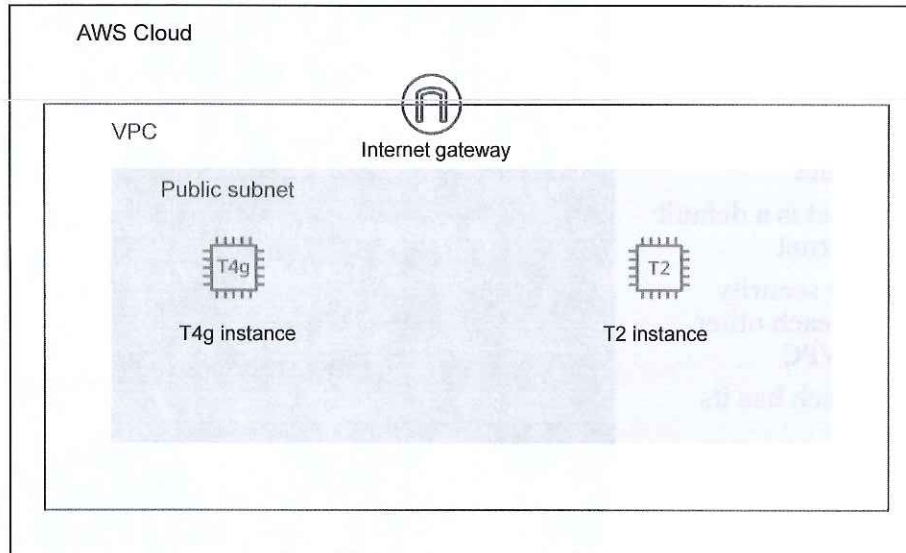 AWS Cloud
VPC
Internet gateway
Public subnet
T4g
T2
T4g instance
T2 instance